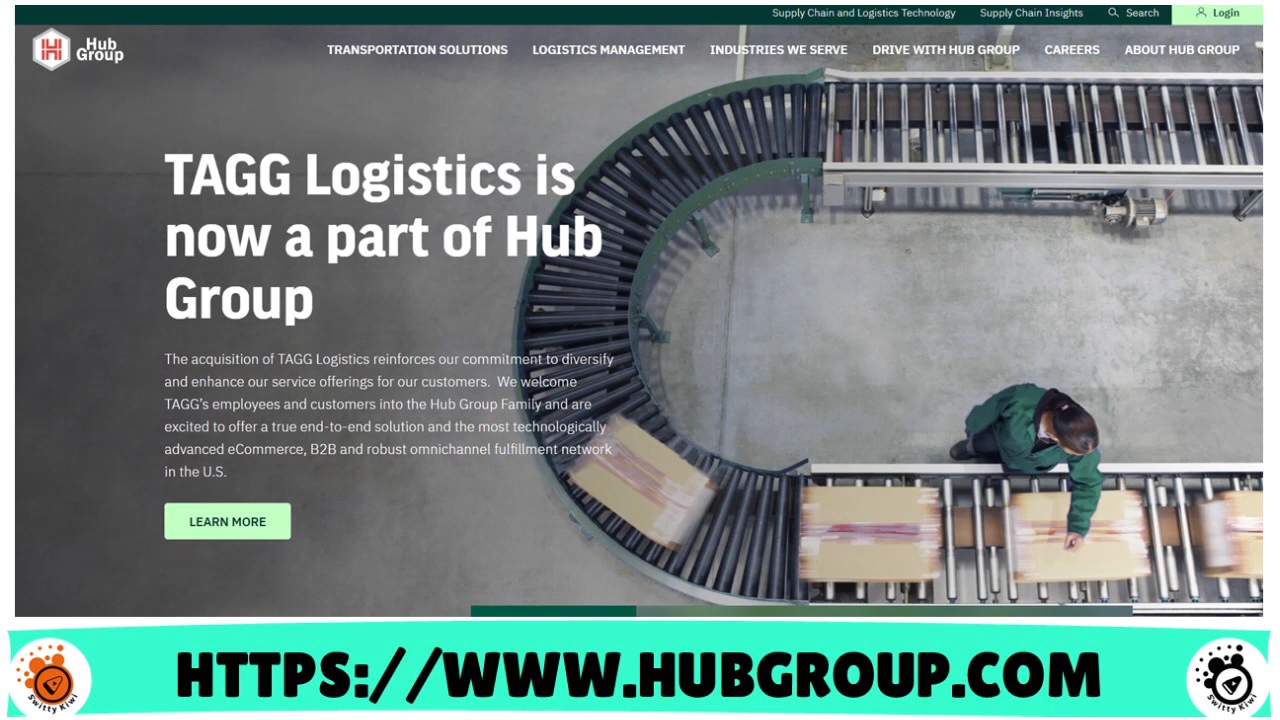 Supply Chain and Logistics Technology Supply Chain Insights Search Login
Hub
Group
TRANSPORTATION SOLUTIONS LOGISTICS MANAGEMENT INDUSTRIES WE SERVE DRIVE WITH HUB GROUP CAREERS ABOUT HUB GROUP
TAGG Logistics is
now a part of Hub
Group
The acquisition of TAGG Logistics reinforces our commitment to diversify
and enhance our service offerings for our customers.  We welcome
TAGG's employees and customers into the Hub Group Family and are
excited to offer a true end-to-end solution and the most technologically
advanced eCommerce, B2B and robust omnichannel fulfillment network
in the U.S.
LEARN MORE
HTTPS://WWW.HUBGROUP.COM
Switty Kiwi
Switty Kiwi